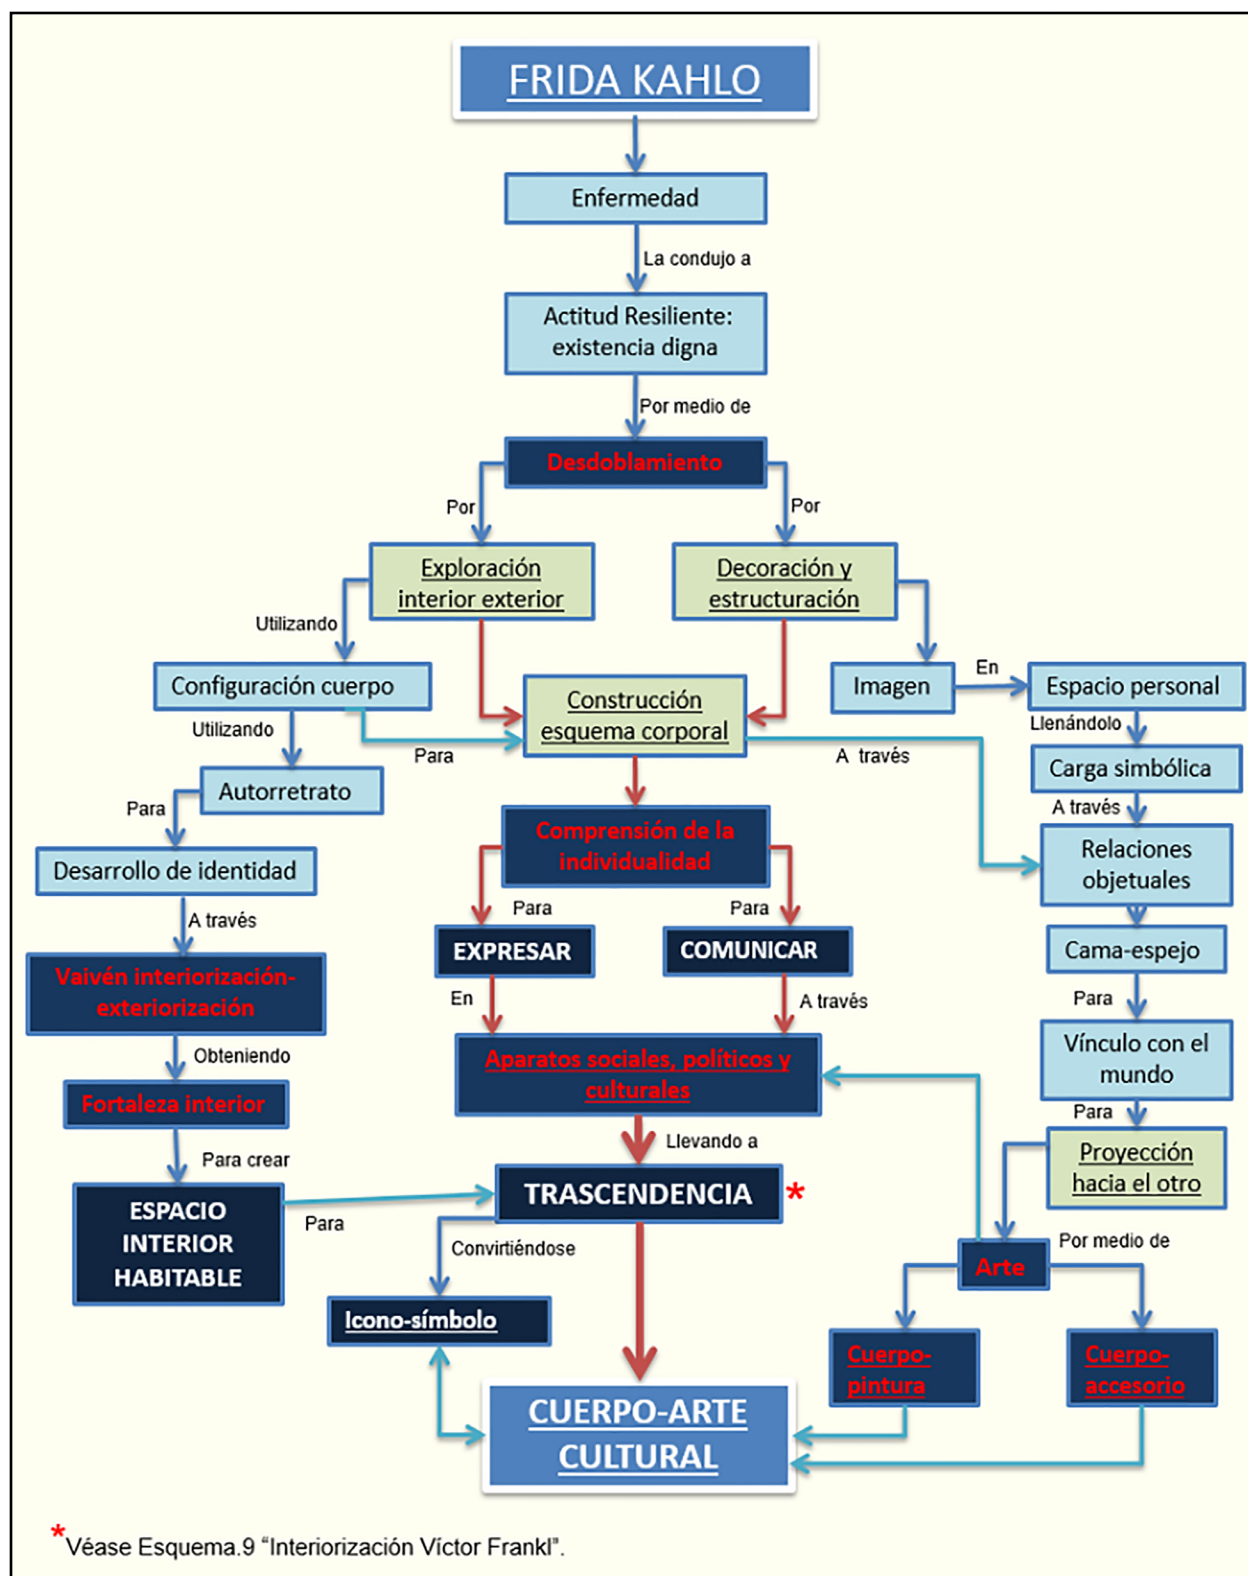 FRIDA KAHLO
Enfermedad
La condujo a
Actitud Resiliente:
existencia digna
Por medio de
Desdoblamiento
Por
Por
Exploración
interior exterior
Decoración y
estructuración
Utilizando
Configuración cuerpo
Imagen
En
Espacio personal
Construcción
esquema corporal
Utilizando
Para
A través
Llenándolo
Carga simbólica
Autorretrato
Para
A través
Comprensión de la
individualidad
Relaciones
objetuales
Desarrollo de identidad
A través
Para
Para
EXPRESAR
COMUNICAR
Cama-espejo
Vaivén interiorización-
exteriorización
En
A través
Para
Obteniendo
Aparatos sociales, políticos y
culturales
Vínculo con el
mundo
Fortaleza interior
Para
Para crear
Llevando a
Proyección
hacia el otro
ESPACIO
INTERIOR
HABITABLE
Para
TRASCENDENCIA *
Convirtiéndose
Por medio de
Arte
Icono-símbolo
Cuerpo-
pintura
Cuerpo-
accesorio
CUERPO-ARTE
CULTURAL
*Véase Esquema.9 “Interiorización Víctor Frankl”.